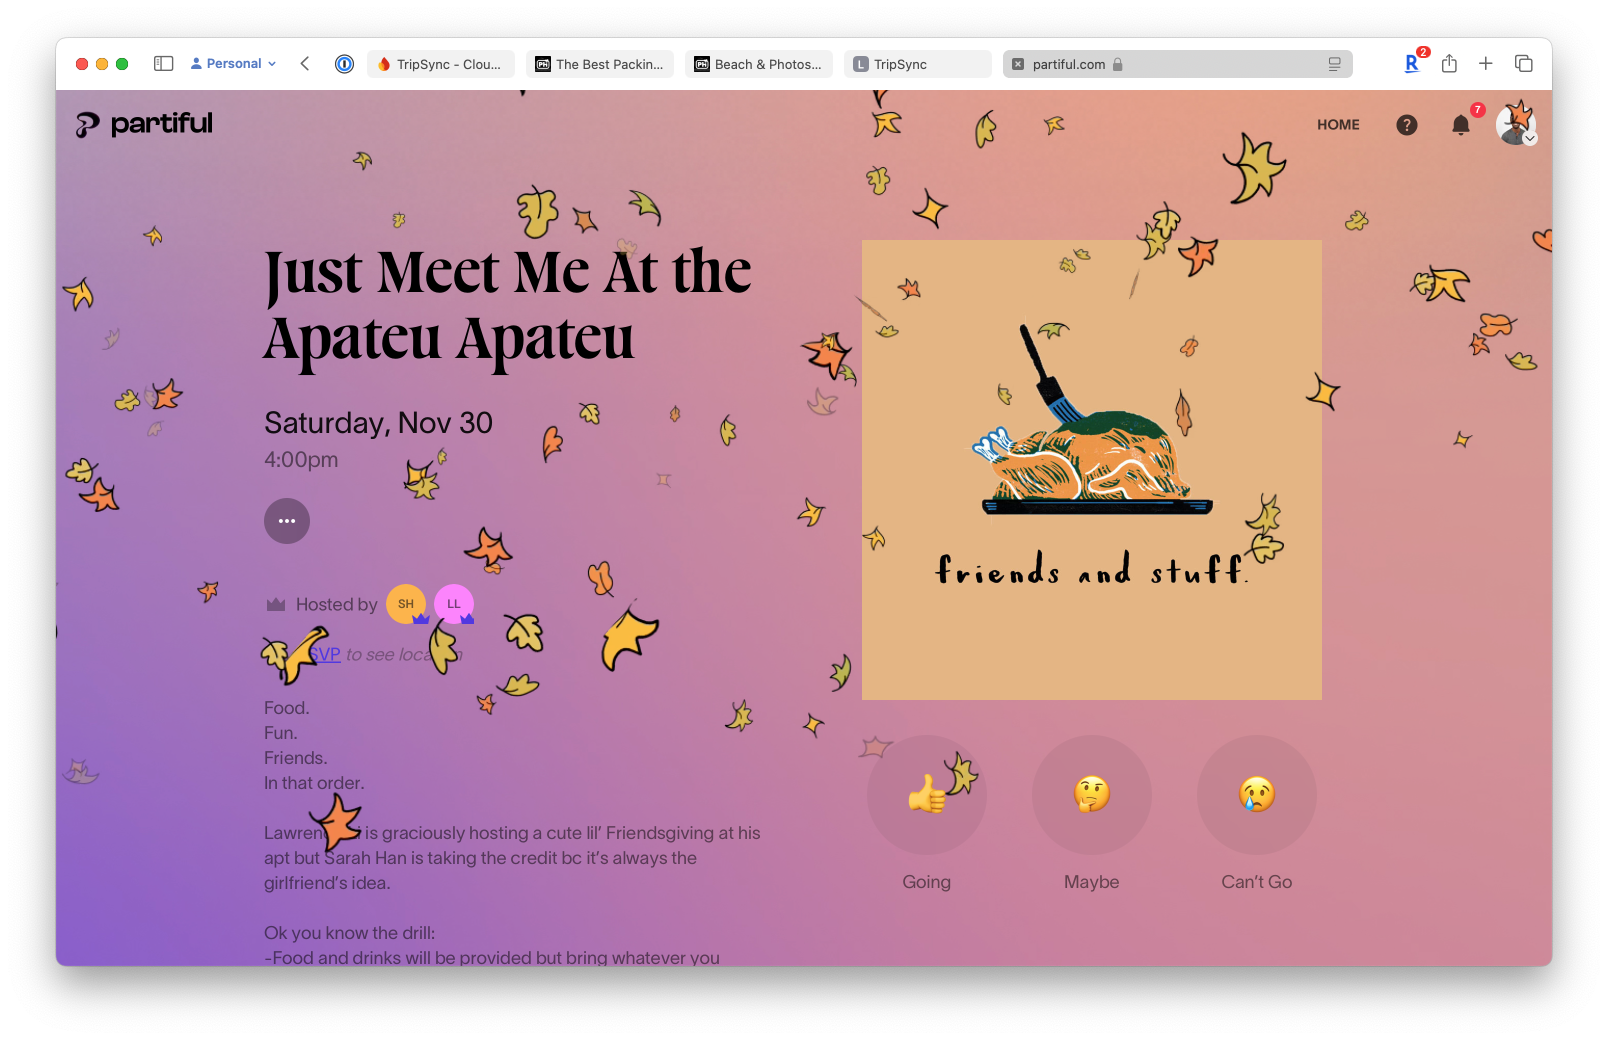 Personal
TripSync - Clou...
The Best Packin...
Beach & Photos...
L TripSync
partiful.com
R 2
partiful
HOME
?
7
Just Meet Me At the
Apateu Apateu
Saturday, Nov 30
4:00pm
Hosted by SH LL
SVP to see loca n
Food.
Fun.
Friends.
In that order.
Lawren is graciously hosting a cute lil’ Friendsgiving at his
apt but Sarah Han is taking the credit bc it’s always the
girlfriend’s idea.
Ok you know the drill:
-Food and drinks will be provided but bring whatever you
friends and stuff.
Going
Maybe
Can’t Go